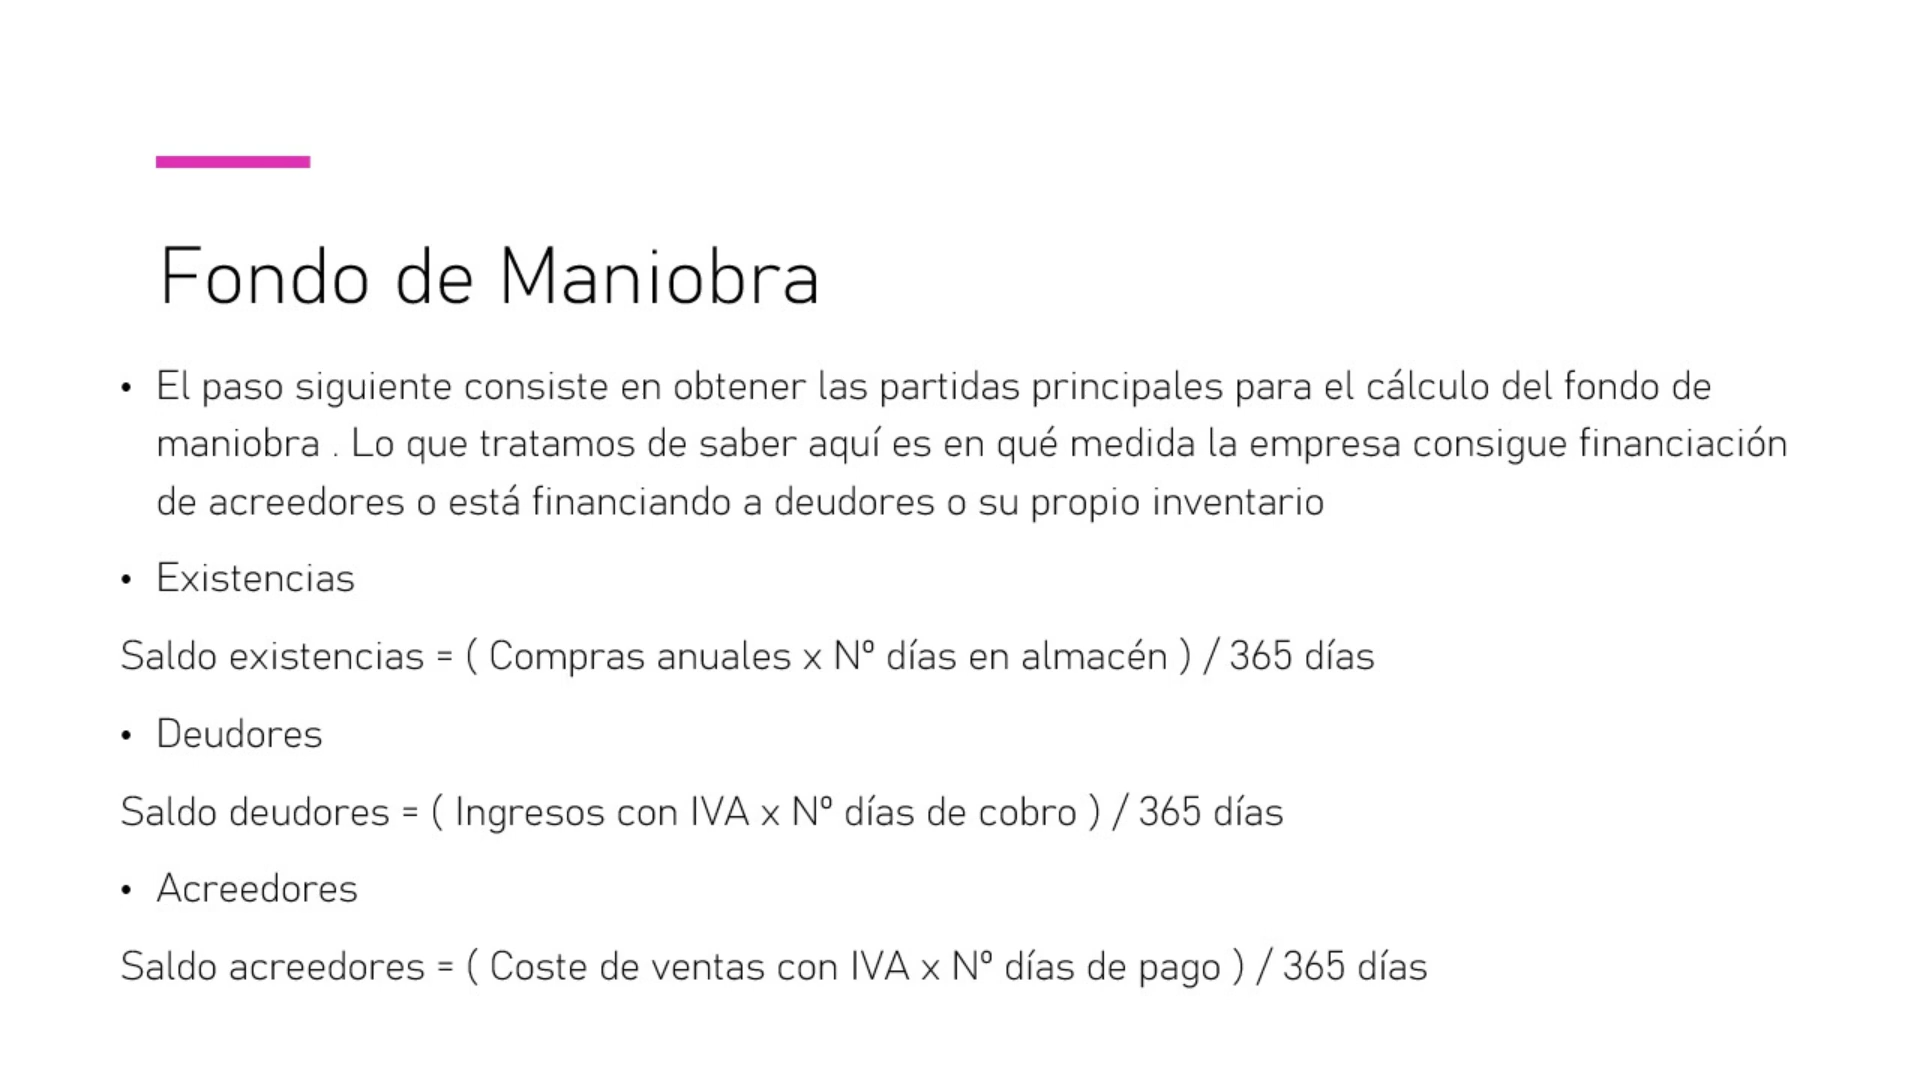 Fondo de Maniobra
• El paso siguiente consiste en obtener las partidas principales para el cálculo del fondo de
maniobra . Lo que tratamos de saber aquí es en qué medida la empresa consigue financiación
de acreedores o está financiando a deudores o su propio inventario
• Existencias
Saldo existencias = ( Compras anuales x Nº días en almacén ) / 365 días
• Deudores
Saldo deudores = ( Ingresos con IVA x Nº días de cobro ) / 365 días
• Acreedores
Saldo acreedores = ( Coste de ventas con IVA x Nº días de pago ) / 365 días